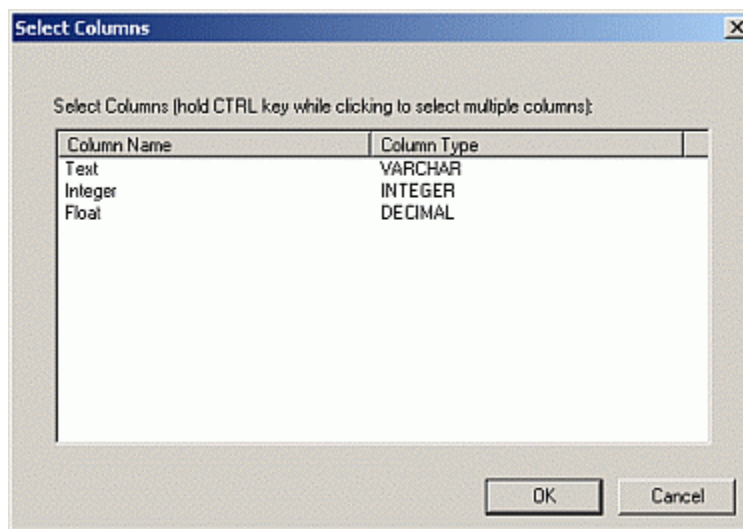 Select Columns
Select Columns (hold CTRL key while clicking to select multiple columns):
Column Name Column Type
Text VARCHAR
Integer INTEGER
Float DECIMAL
OK Cancel